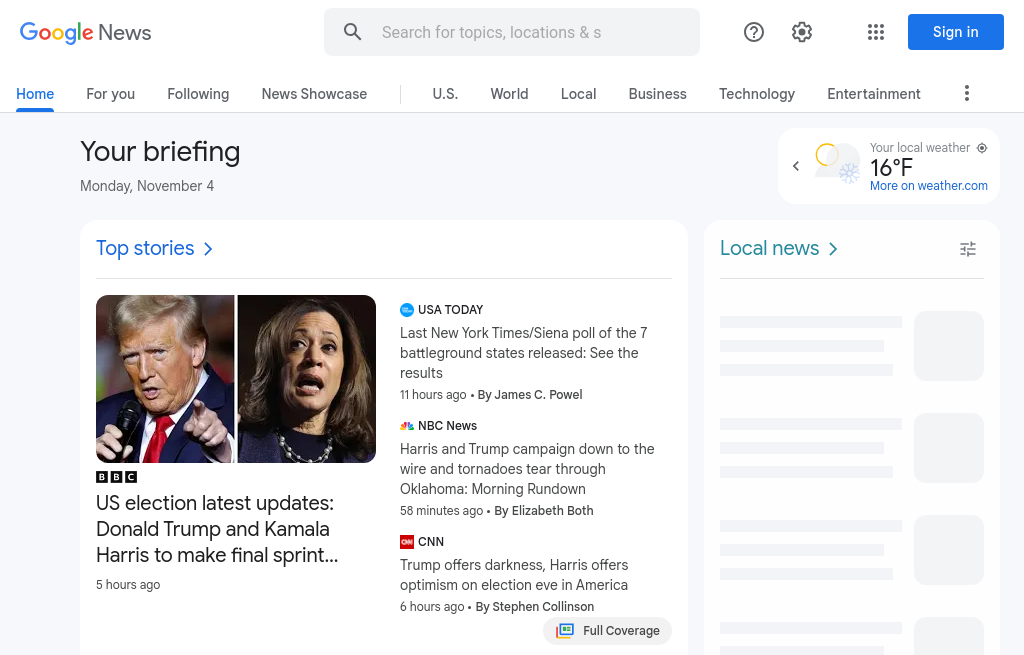 Google News
Search for topics, locations & s
Sign in
Home
For you
Following
News Showcase
U.S.
World
Local
Business
Technology
Entertainment
Your briefing
Monday, November 4
Your local weather
16°F
More on weather.com
Top stories
BBC
US election latest updates:
Donald Trump and Kamala
Harris to make final sprint...
5 hours ago
USA TODAY
Last New York Times/Siena poll of the 7
battleground states released: See the
results
11 hours ago • By James C. Powel
NBC News
Harris and Trump campaign down to the
wire and tornadoes tear through
Oklahoma: Morning Rundown
58 minutes ago • By Elizabeth Both
CNN
CNN
Trump offers darkness, Harris offers
optimism on election eve in America
6 hours ago • By Stephen Collinson
Full Coverage
Local news